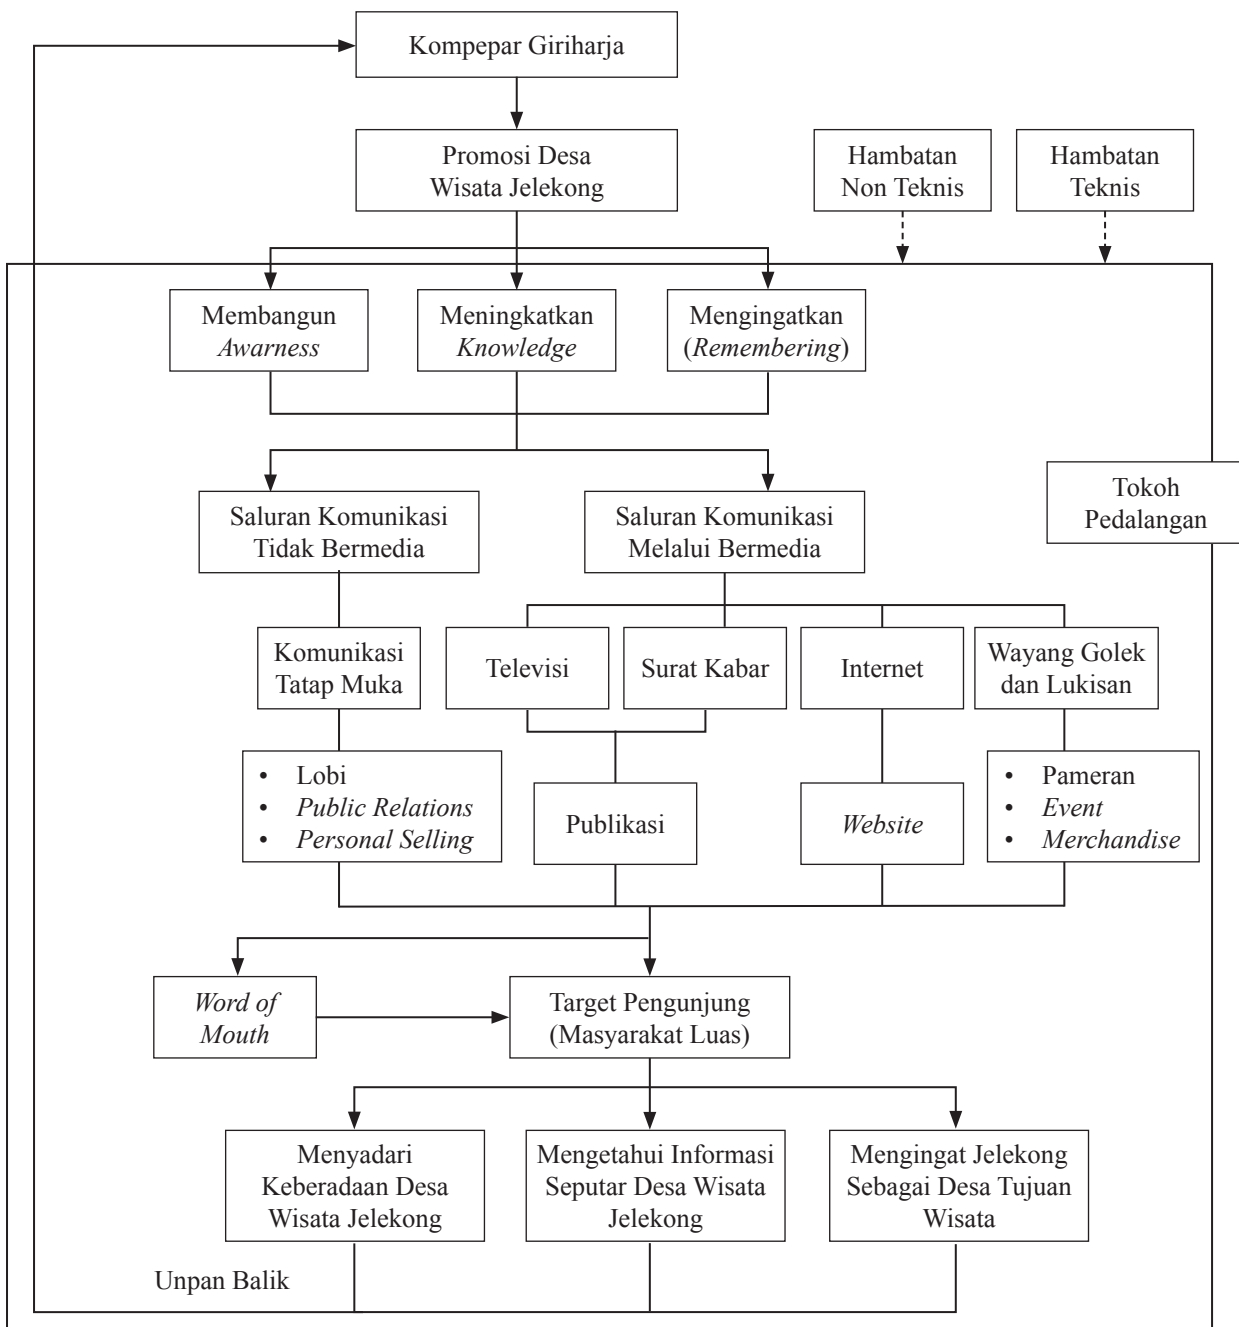 Kompepar Giriharja
Promosi Desa
Wisata Jelekong
Hambatan
Non Teknis
Hambatan
Teknis
Membangun
Awarness
Meningkatkan
Knowledge
Mengingatkan
(Remembering)
Tokoh
Pedalangan
Saluran Komunikasi
Tidak Bermedia
Saluran Komunikasi
Melalui Bermedia
Komunikasi
Tatap Muka
Televisi
Surat Kabar
Internet
Wayang Golek
dan Lukisan
• Lobi
• Public Relations
• Personal Selling
Publikasi
Website
• Pameran
• Event
• Merchandise
Word of
Mouth
Target Pengunjung
(Masyarakat Luas)
Menyadari
Keberadaan Desa
Wisata Jelekong
Mengetahui Informasi
Seputar Desa Wisata
Jelekong
Mengingat Jelekong
Sebagai Desa Tujuan
Wisata
Unpan Balik